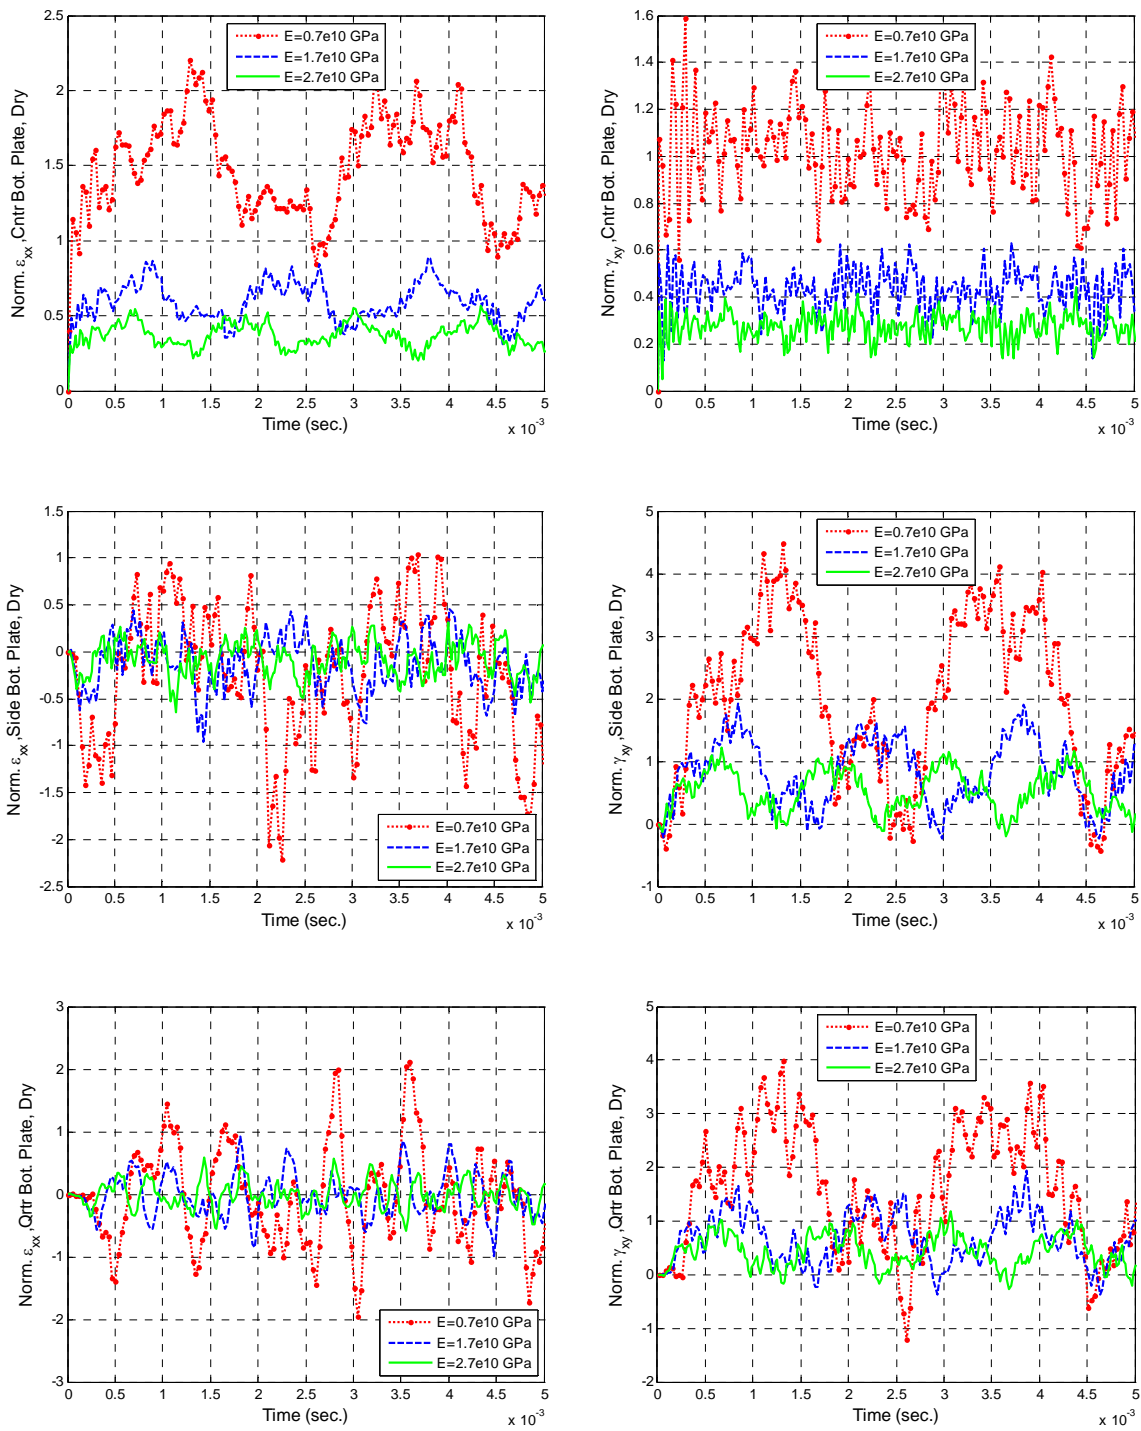 2.5
2
1.5
1
0.5
0
Norm. εxx ,Cntr Bot. Plate, Dry
E=0.7e10 GPa
E=1.7e10 GPa
E=2.7e10 GPa
0 0.5 1 1.5 2 2.5 3 3.5 4 4.5 5
Time (sec.)
x 10-3
1.6
1.4
1.2
1
0.8
0.6
0.4
0.2
0
Norm. γxy ,Cntr Bot. Plate, Dry
E=0.7e10 GPa
E=1.7e10 GPa
E=2.7e10 GPa
0 0.5 1 1.5 2 2.5 3 3.5 4 4.5 5
Time (sec.)
x 10-3
1.5
1
0.5
0
-0.5
-1
-1.5
-2
-2.5
Norm. εxx ,Side Bot. Plate, Dry
E=0.7e10 GPa
E=1.7e10 GPa
E=2.7e10 GPa
0 0.5 1 1.5 2 2.5 3 3.5 4 4.5 5
Time (sec.)
x 10-3
5
4
3
2
1
0
-1
Norm. γxy ,Side Bot. Plate, Dry
E=0.7e10 GPa
E=1.7e10 GPa
E=2.7e10 GPa
0 0.5 1 1.5 2 2.5 3 3.5 4 4.5 5
Time (sec.)
x 10-3
3
2
1
0
-1
-2
-3
Norm. εxx ,Qrtr Bot. Plate, Dry
E=0.7e10 GPa
E=1.7e10 GPa
E=2.7e10 GPa
0 0.5 1 1.5 2 2.5 3 3.5 4 4.5 5
Time (sec.)
x 10-3
5
4
3
2
1
0
-1
-2
Norm. γxy ,Qrtr Bot. Plate, Dry
E=0.7e10 GPa
E=1.7e10 GPa
E=2.7e10 GPa
0 0.5 1 1.5 2 2.5 3 3.5 4 4.5 5
Time (sec.)
x 10-3